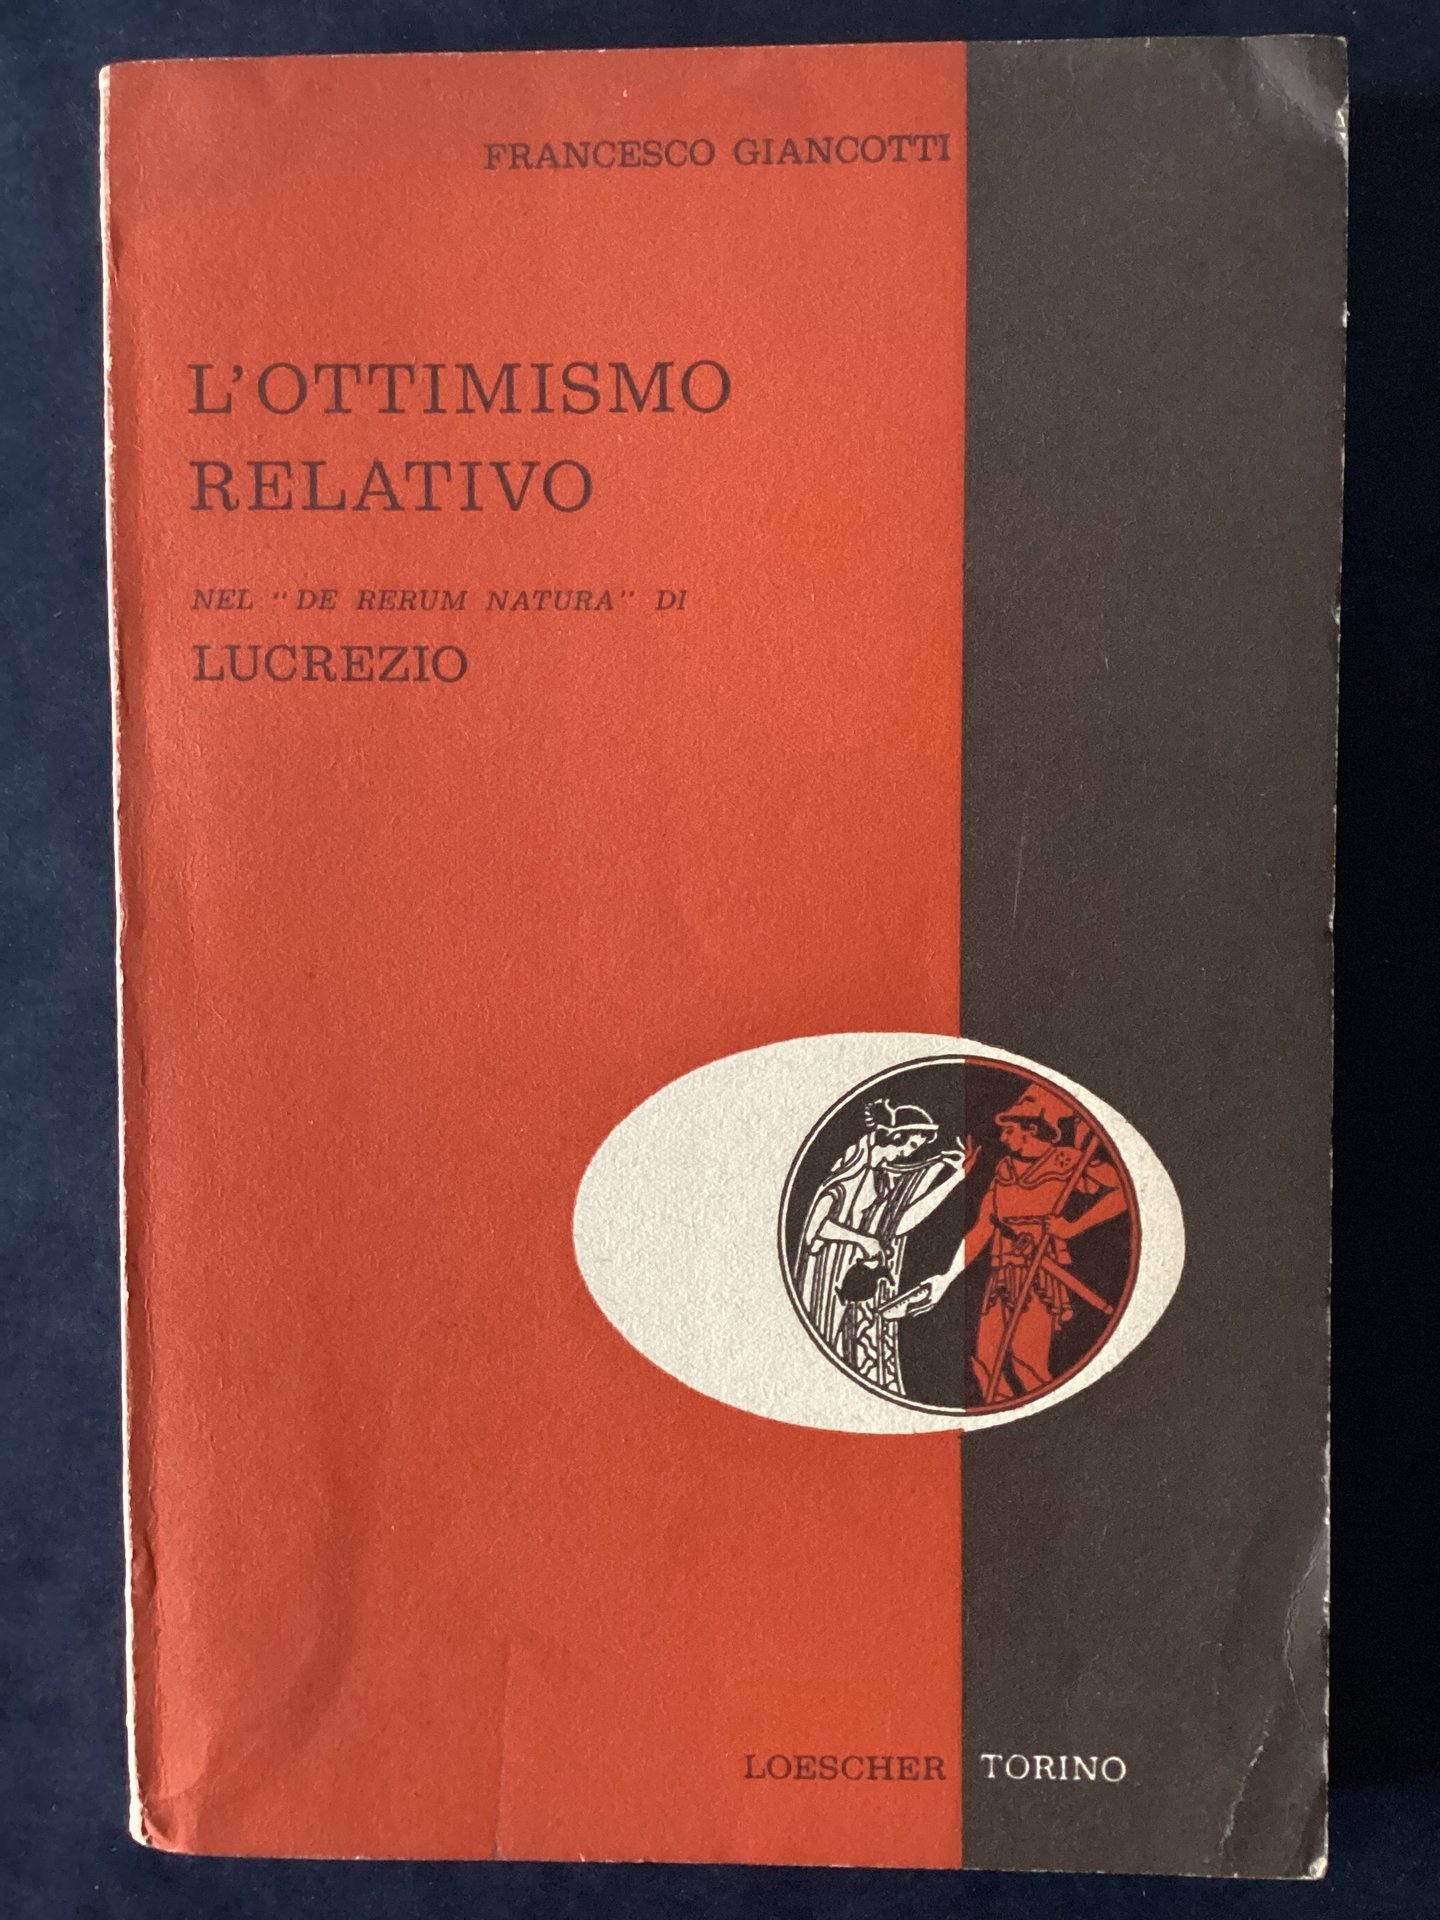 FRANCESCO GIANCOTTI
L'OTTIMISMO
RELATIVO
NEL "DE RERUM NATURA" DI
LUCREZIO
LOESCHER TORINO